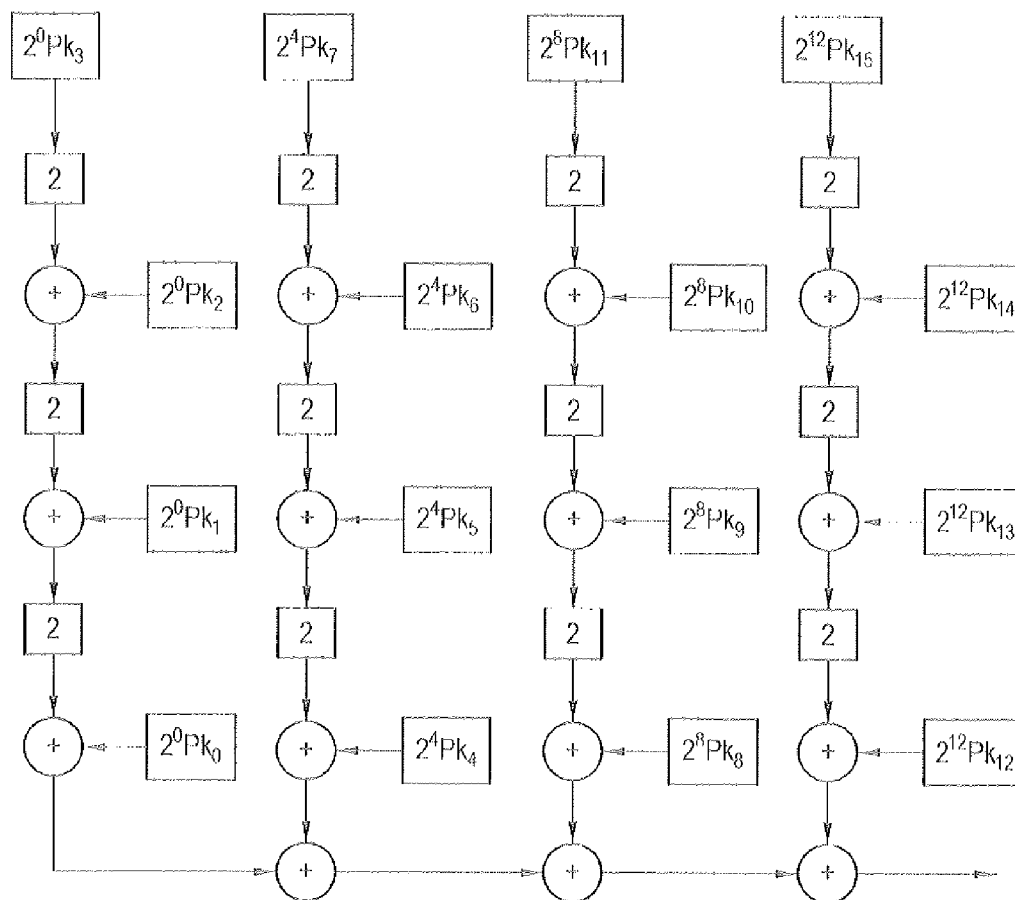 2⁰Pk₃ 2⁴Pk₇ 2⁸Pk₁₁ 2¹²Pk₁₅
2 2 2 2
+ 2⁰Pk₂ + 2⁴Pk₆ + 2⁸Pk₁₀ + 2¹²Pk₁₄
2 2 2 2
+ 2⁰Pk₁ + 2⁴Pk₅ + 2⁸Pk₉ + 2¹²Pk₁₃
2 2 2 2
+ 2⁰Pk₀ + 2⁴Pk₄ + 2⁸Pk₈ + 2¹²Pk₁₂
+ + +